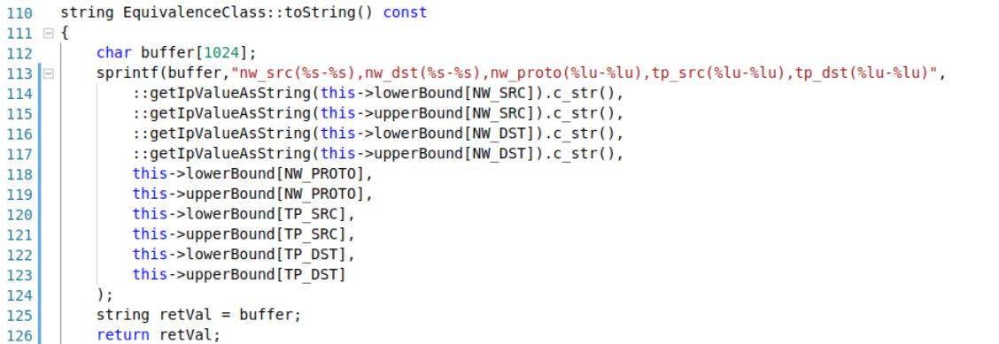 110 string EquivalenceClass::toString() const
111 {
112 char buffer[1024];
113 sprintf(buffer,"nw_src(%s-%s),nw_dst(%s-%s),nw_proto(%lu-%lu),tp_src(%lu-%lu),tp_dst(%lu-%lu)",
114 ::getIpValueAsString(this->lowerBound[NW_SRC]).c_str(),
115 ::getIpValueAsString(this->upperBound[NW_SRC]).c_str(),
116 ::getIpValueAsString(this->lowerBound[NW_DST]).c_str(),
117 ::getIpValueAsString(this->upperBound[NW_DST]).c_str(),
118 this->lowerBound[NW_PROTO],
119 this->upperBound[NW_PROTO],
120 this->lowerBound[TP_SRC],
121 this->upperBound[TP_SRC],
122 this->lowerBound[TP_DST],
123 this->upperBound[TP_DST]
124 );
125 string retVal = buffer;
126 return retVal;